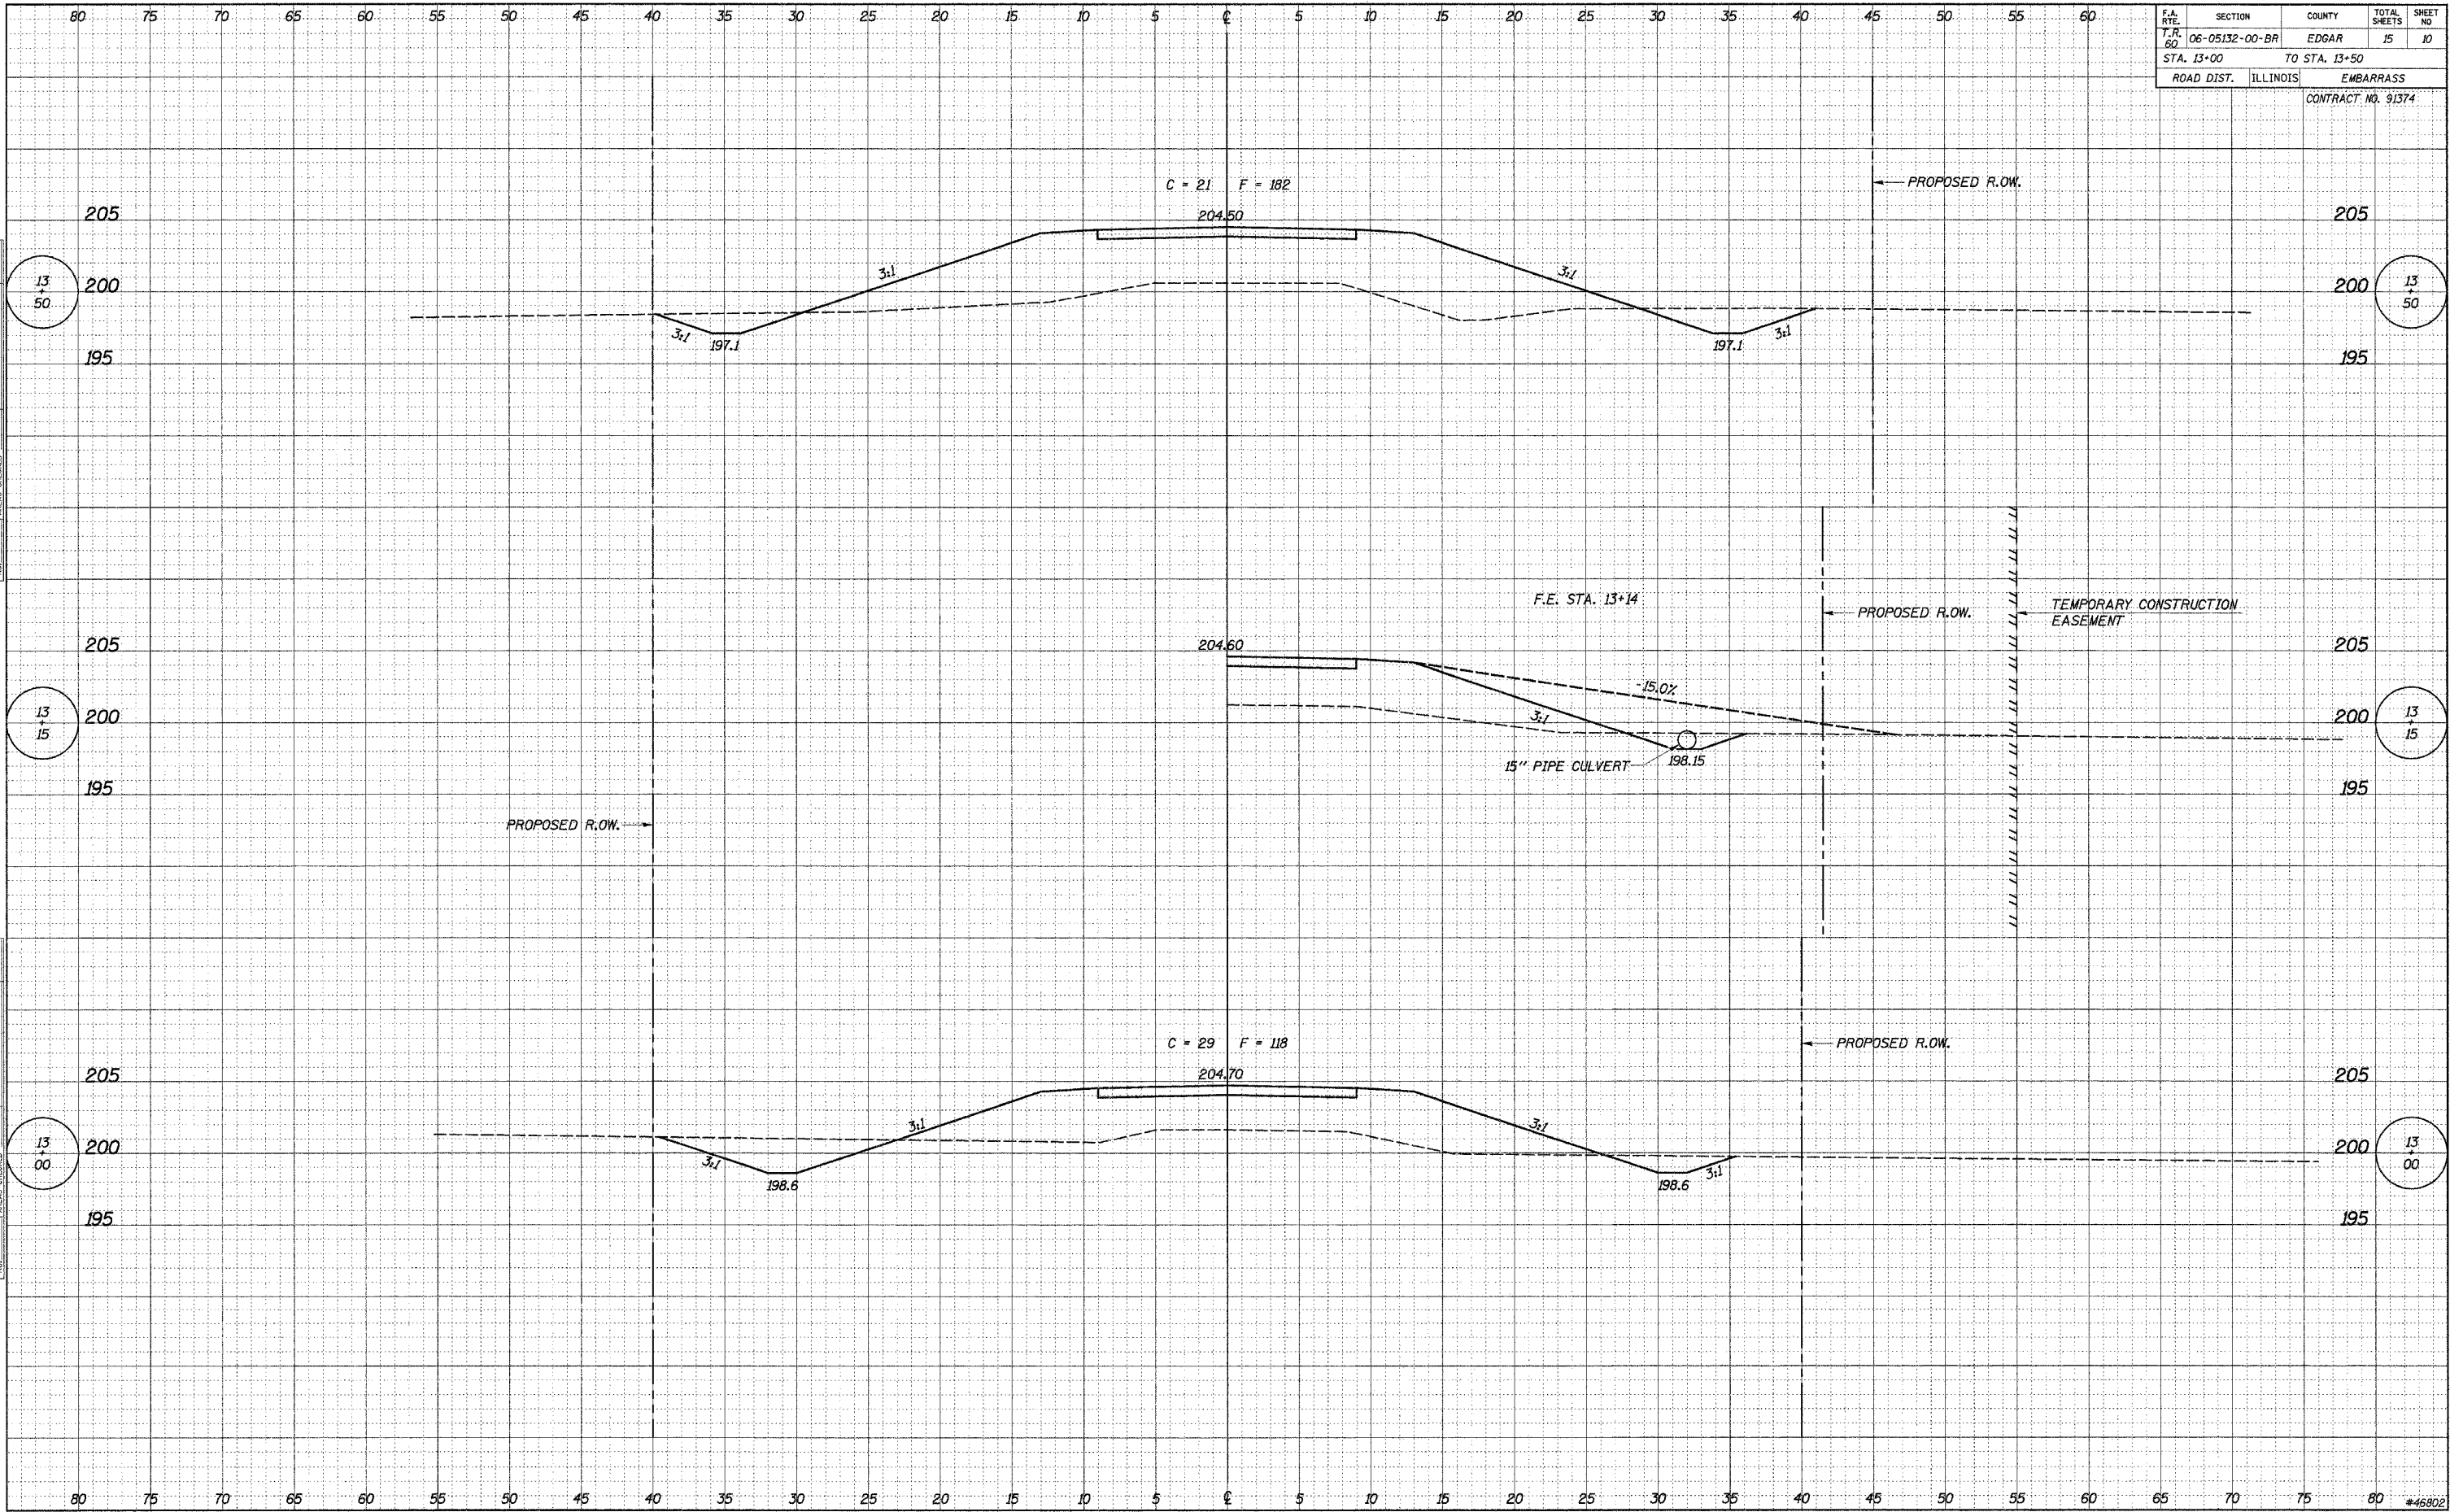 80 75 70 65 60 55 50 45 40 35 30 25 20 15 10 5 ℄ 5 10 15 20 25 30 35 40 45 50 55 60
F.A. RTE. SECTION COUNTY TOTAL SHEETS SHEET NO
T.R. 60 06-05132-00-BR EDGAR 15 10
STA. 13+00 TO STA. 13+50
ROAD DIST. ILLINOIS EMBARRASS
CONTRACT NO. 91374
C = 21 F = 182
PROPOSED R.OW.
205 204.50 205
13 + 50 200 3:1 3:1 200 13 + 50
3:1 197.1 197.1 3:1
195 195
F.E. STA. 13+14
PROPOSED R.OW.
TEMPORARY CONSTRUCTION
EASEMENT
205 204.60 205
-15.0%
13 + 15 200 3:1 200 13 + 15
15" PIPE CULVERT 198.15
195 195
PROPOSED R.OW.
C = 29 F = 118
PROPOSED R.OW.
205 204.70 205
3:1 3:1
13 + 00 200 200 13 + 00
3:1 198.6 198.6 3:1
195 195
80 75 70 65 60 55 50 45 40 35 30 25 20 15 10 5 ℄ 5 10 15 20 25 30 35 40 45 50 55 60 65 70 75 80
#46802